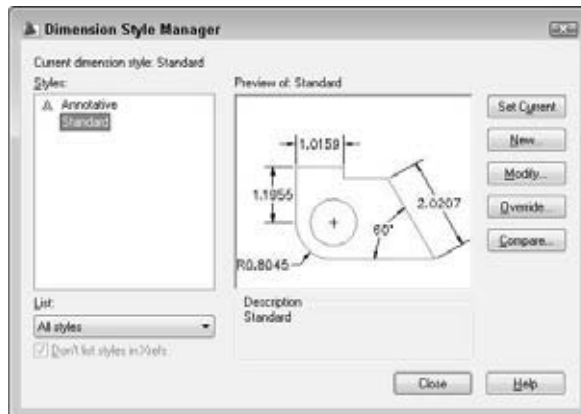 Dimension Style Manager
Current dimension style: Standard
Styles:
Annotative
Standard
Preview of: Standard
1.0159
1.1955
2.0207
60°
R0.8045
Set Current
New...
Modify...
Override...
Compare...
List:
All styles
Don't list styles in Xrefs
Description
Standard
Close
Help